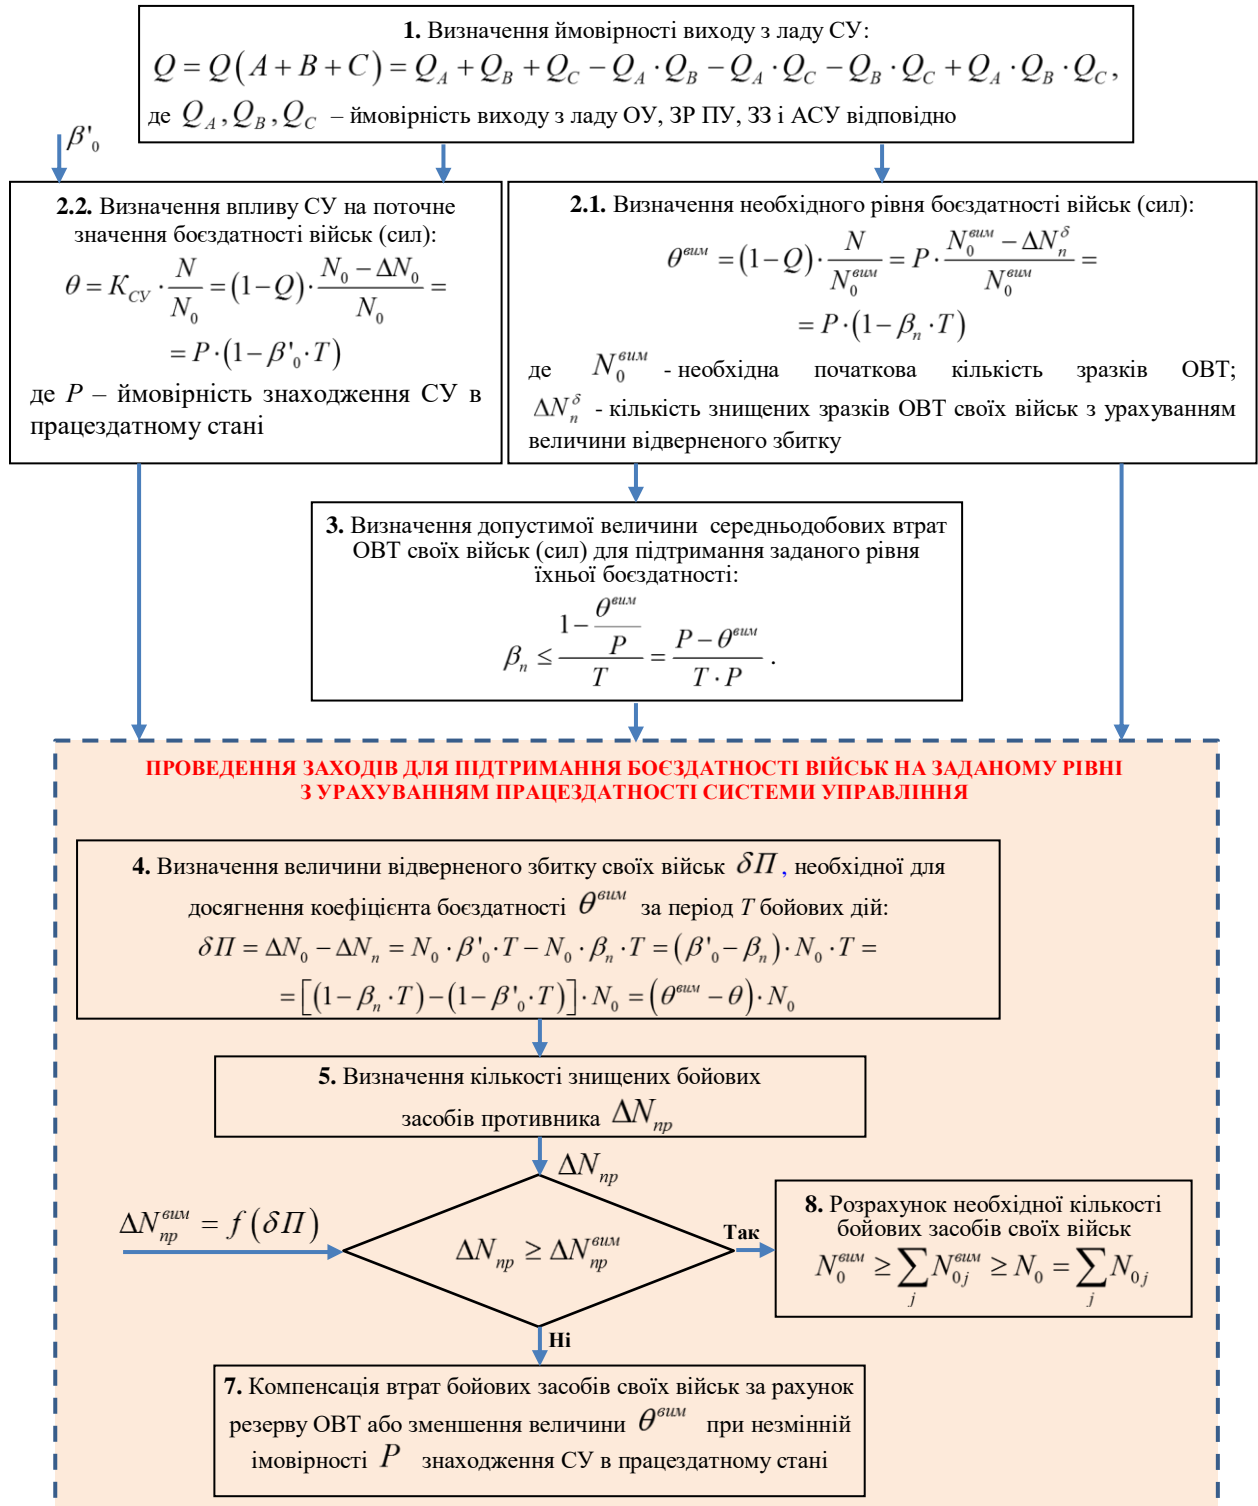 1. Визначення ймовірності виходу з ладу СУ:
Q = Q(A + B + C) = Q_A + Q_B + Q_C − Q_A · Q_B − Q_A · Q_C − Q_B · Q_C + Q_A · Q_B · Q_C ,
де Q_A, Q_B, Q_C – ймовірність виходу з ладу ОУ, ЗР ПУ, ЗЗ і АСУ відповідно
β'_0
2.2. Визначення впливу СУ на поточне
значення боєздатності військ (сил):
θ = K_СУ · N/N_0 = (1 − Q) · (N_0 − ΔN_0)/N_0 =
= P · (1 − β'_0 · T)
де P – ймовірність знаходження СУ в
працездатному стані
2.1. Визначення необхідного рівня боєздатності військ (сил):
θ^вим = (1 − Q) · N/N_0^вим = P · (N_0^вим − ΔN_n^δ)/N_0^вим =
= P · (1 − β_n · T)
де N_0^вим - необхідна початкова кількість зразків ОВТ;
ΔN_n^δ - кількість знищених зразків ОВТ своїх військ з урахуванням
величини відверненого збитку
3. Визначення допустимої величини середньодобових втрат
ОВТ своїх військ (сил) для підтримання заданого рівня
їхньої боєздатності:
β_n ≤ (1 − θ^вим/P)/T = (P − θ^вим)/(T · P) .
ПРОВЕДЕННЯ ЗАХОДІВ ДЛЯ ПІДТРИМАННЯ БОЄЗДАТНОСТІ ВІЙСЬК НА ЗАДАНОМУ РІВНІ
З УРАХУВАННЯМ ПРАЦЕЗДАТНОСТІ СИСТЕМИ УПРАВЛІННЯ
4. Визначення величини відверненого збитку своїх військ δП, необхідної для
досягнення коефіцієнта боєздатності θ^вим за період T бойових дій:
δП = ΔN_0 − ΔN_n = N_0 · β'_0 · T − N_0 · β_n · T = (β'_0 − β_n) · N_0 · T =
= [(1 − β_n · T) − (1 − β'_0 · T)] · N_0 = (θ^вим − θ) · N_0
5. Визначення кількості знищених бойових
засобів противника ΔN_пр
ΔN_пр
ΔN_пр^вим = f(δП)
ΔN_пр ≥ ΔN_пр^вим
Так
8. Розрахунок необхідної кількості
бойових засобів своїх військ
N_0^вим ≥ ∑_j N_0j^вим ≥ N_0 = ∑_j N_0j
Ні
7. Компенсація втрат бойових засобів своїх військ за рахунок
резерву ОВТ або зменшення величини θ^вим при незмінній
імовірності P знаходження СУ в працездатному стані